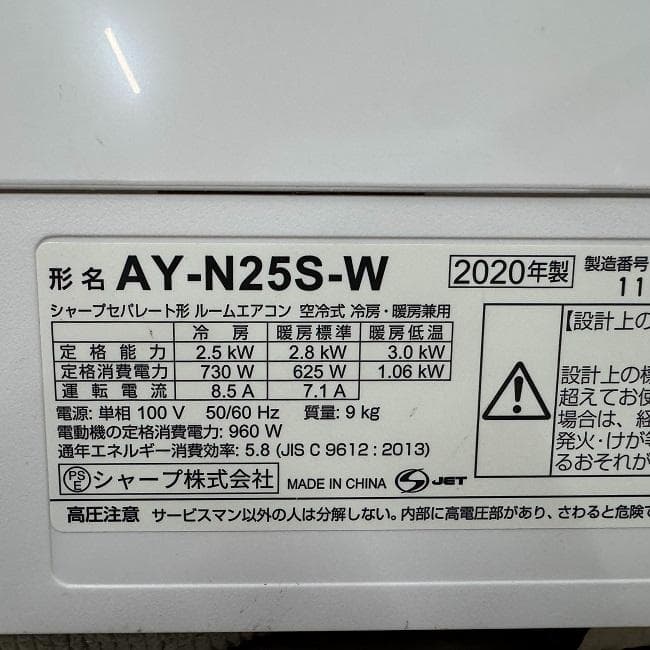 形名 AY-N25S-W 2020年製 製造番号
11
シャープセパレート形 ルームエアコン 空冷式 冷房・暖房兼用
冷房 暖房標準 暖房低温
定格能力 2.5 kW 2.8 kW 3.0 kW
定格消費電力 730 W 625 W 1.06 kW
運転電流 8.5 A 7.1 A
電源: 単相 100 V 50/60 Hz 質量: 9 kg
電動機の定格消費電力: 960 W
通年エネルギー消費効率: 5.8 (JIS C 9612 : 2013)
PSE シャープ株式会社 MADE IN CHINA JET
【設計上の
設計上の標
超えてお使
場合は、経
発火・けが等
るおそれが
高圧注意 サービスマン以外の人は分解しない。内部に高電圧部があり、さわると危険で